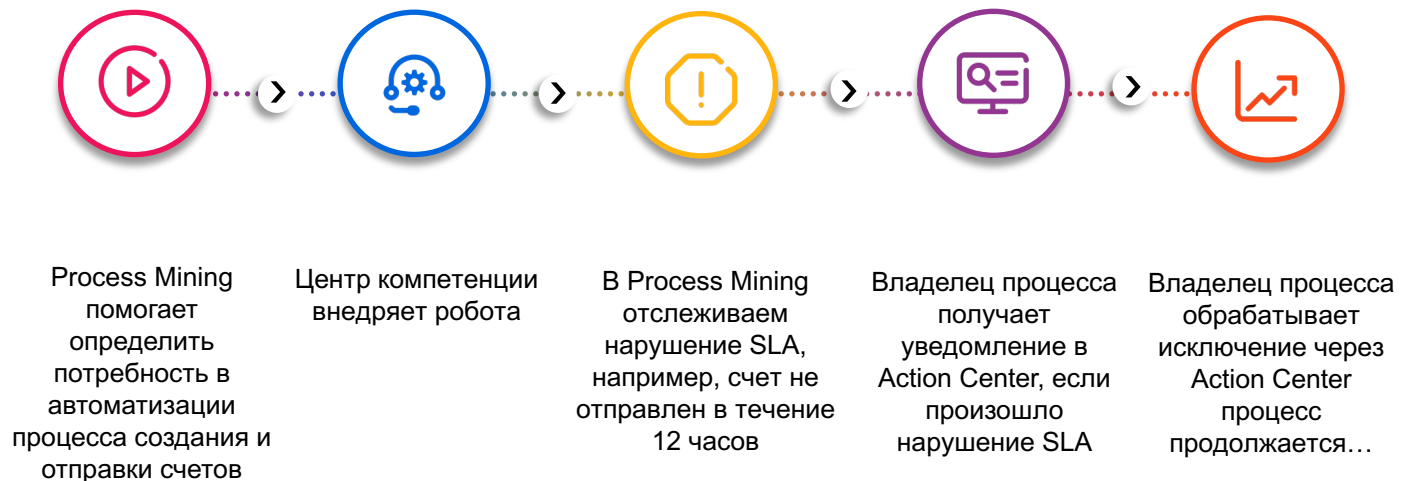 Process Mining
помогает
определить
потребность в
автоматизации
процесса создания и
отправки счетов
Центр компетенции
внедряет робота
В Process Mining
отслеживаем
нарушение SLA,
например, счет не
отправлен в течение
12 часов
Владелец процесса
получает
уведомление в
Action Center, если
произошло
нарушение SLA
Владелец процесса
обрабатывает
исключение через
Action Center
процесс
продолжается…